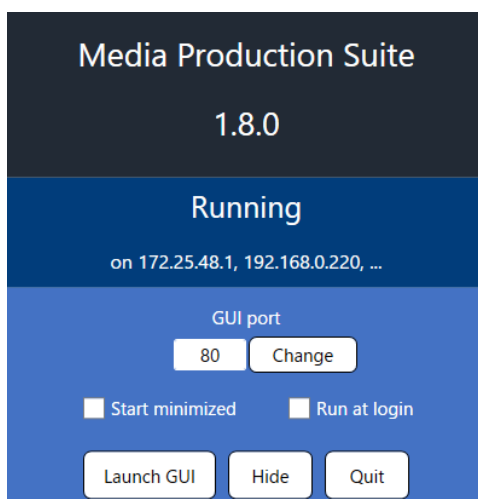 Media Production Suite
1.8.0
Running
on 172.25.48.1, 192.168.0.220, ...
GUI port
80 Change
Start minimized Run at login
Launch GUI Hide Quit